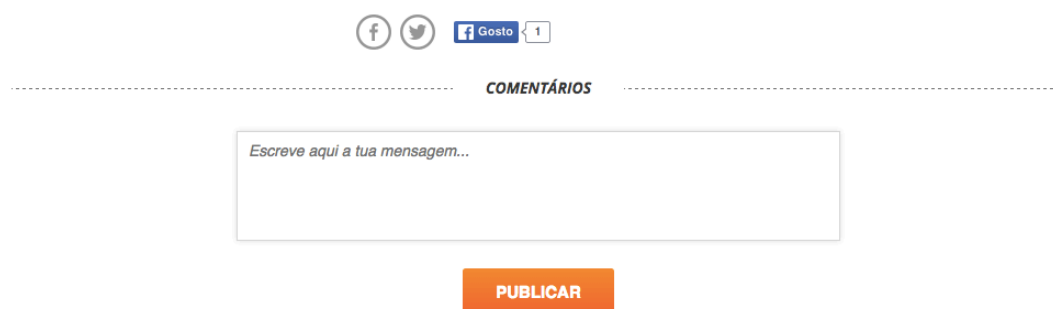 Gosto 1
COMENTÁRIOS
Escreve aqui a tua mensagem...
PUBLICAR